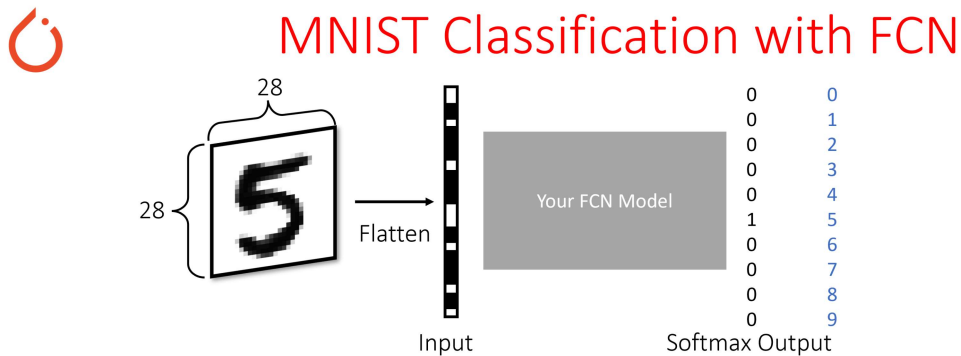 MNIST Classification with FCN
28
28
5
Flatten
Input
Your FCN Model
0 0
0 1
0 2
0 3
0 4
1 5
0 6
0 7
0 8
0 9
Softmax Output